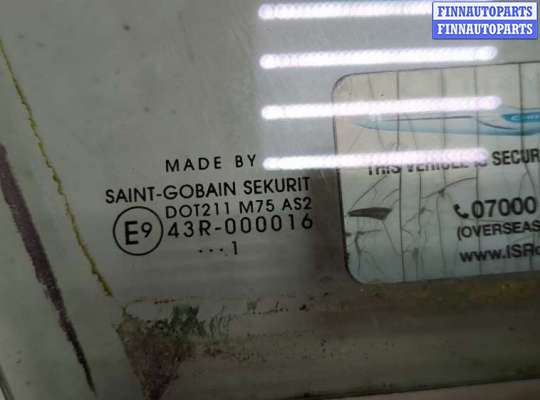 FINNAUTOPARTS
FINNAUTOPARTS
MADE BY
SAINT-GOBAIN SEKURIT
DOT211 M75 AS2
E9 43R-000016
...1
THIS VEHICLE IS SECUR
07000
(OVERSEAS
www.ISR